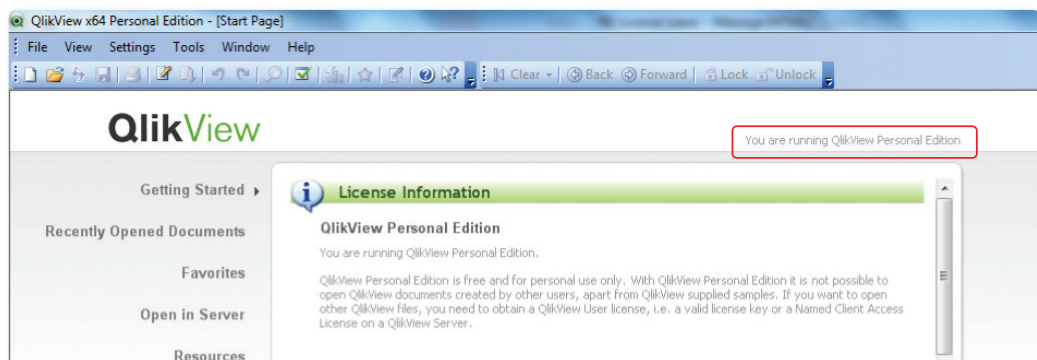 QlikView x64 Personal Edition - [Start Page]
File View Settings Tools Window Help
Clear Back Forward Lock Unlock
QlikView
You are running QlikView Personal Edition
Getting Started
Recently Opened Documents
Favorites
Open in Server
Resources
License Information
QlikView Personal Edition
You are running QlikView Personal Edition.
QlikView Personal Edition is free and for personal use only. With QlikView Personal Edition it is not possible to
open QlikView documents created by other users, apart from QlikView supplied samples. If you want to open
other QlikView files, you need to obtain a QlikView User license, i.e. a valid license key or a Named Client Access
License on a QlikView Server.